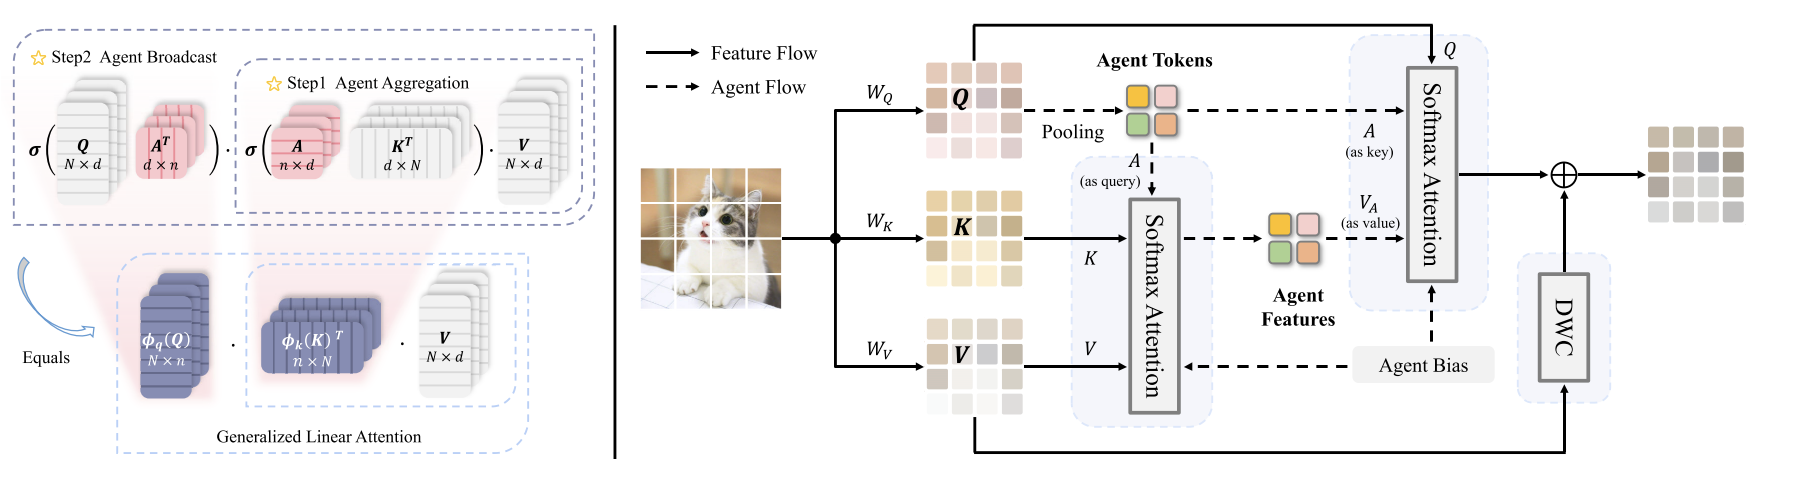 Step2 Agent Broadcast
Step1 Agent Aggregation
σ ( Q A^T ) · σ ( A K^T ) · V
N × d d × n n × d d × N N × d
Equals
ϕ_q(Q) · ϕ_k(K)^T · V
N × n n × N N × d
Generalized Linear Attention
Feature Flow
Agent Flow
W_Q
Q
Pooling
Agent Tokens
A
(as query)
W_K
K
K
W_V
V
V
Softmax Attention
Agent
Features
Q
A
(as key)
V_A
(as value)
Softmax Attention
Agent Bias
DWC